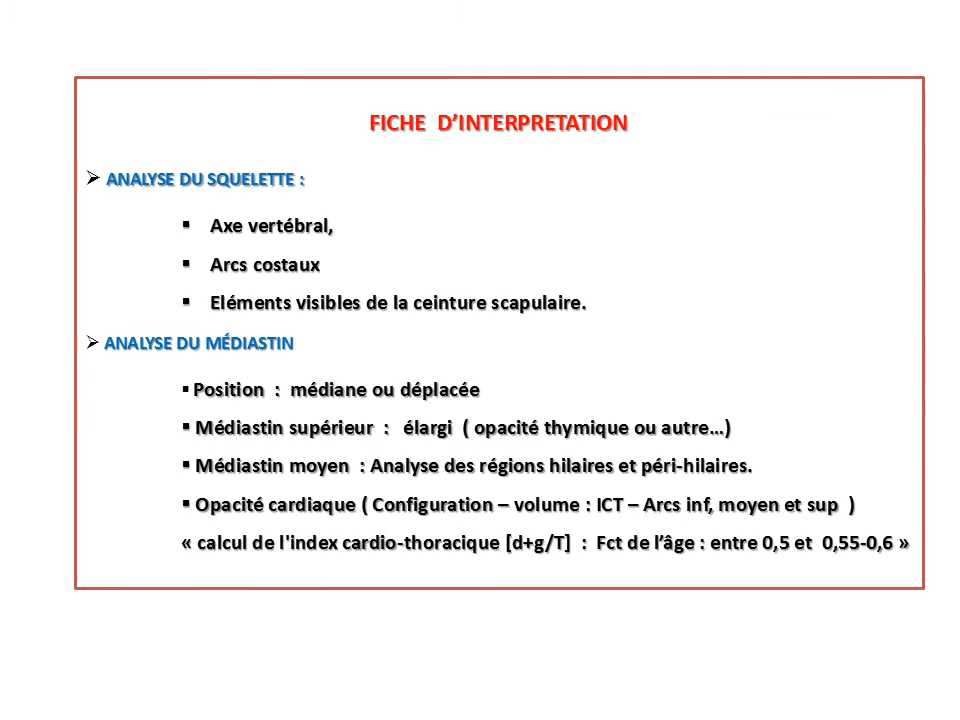 FICHE D’INTERPRETATION
➢ ANALYSE DU SQUELETTE :
▪ Axe vertébral,
▪ Arcs costaux
▪ Eléments visibles de la ceinture scapulaire.
➢ ANALYSE DU MÉDIASTIN
▪ Position : médiane ou déplacée
▪ Médiastin supérieur : élargi ( opacité thymique ou autre…)
▪ Médiastin moyen : Analyse des régions hilaires et péri-hilaires.
▪ Opacité cardiaque ( Configuration – volume : ICT – Arcs inf, moyen et sup )
« calcul de l'index cardio-thoracique [d+g/T] : Fct de l’âge : entre 0,5 et 0,55-0,6 »